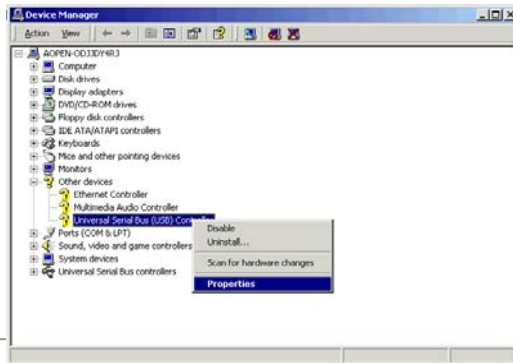 Device Manager
Action View
AOPEN-ODJJDY4RJ
Computer
Disk drives
Display adapters
DVD/CD-ROM drives
Floppy disk controllers
IDE ATA/ATAPI controllers
Keyboards
Mice and other pointing devices
Monitors
Other devices
Ethernet Controller
Multimedia Audio Controller
Universal Serial Bus (USB) Controller
Ports (COM & LPT)
Sound, video and game controllers
System devices
Universal Serial Bus controllers
Disable
Uninstall...
Scan for hardware changes
Properties